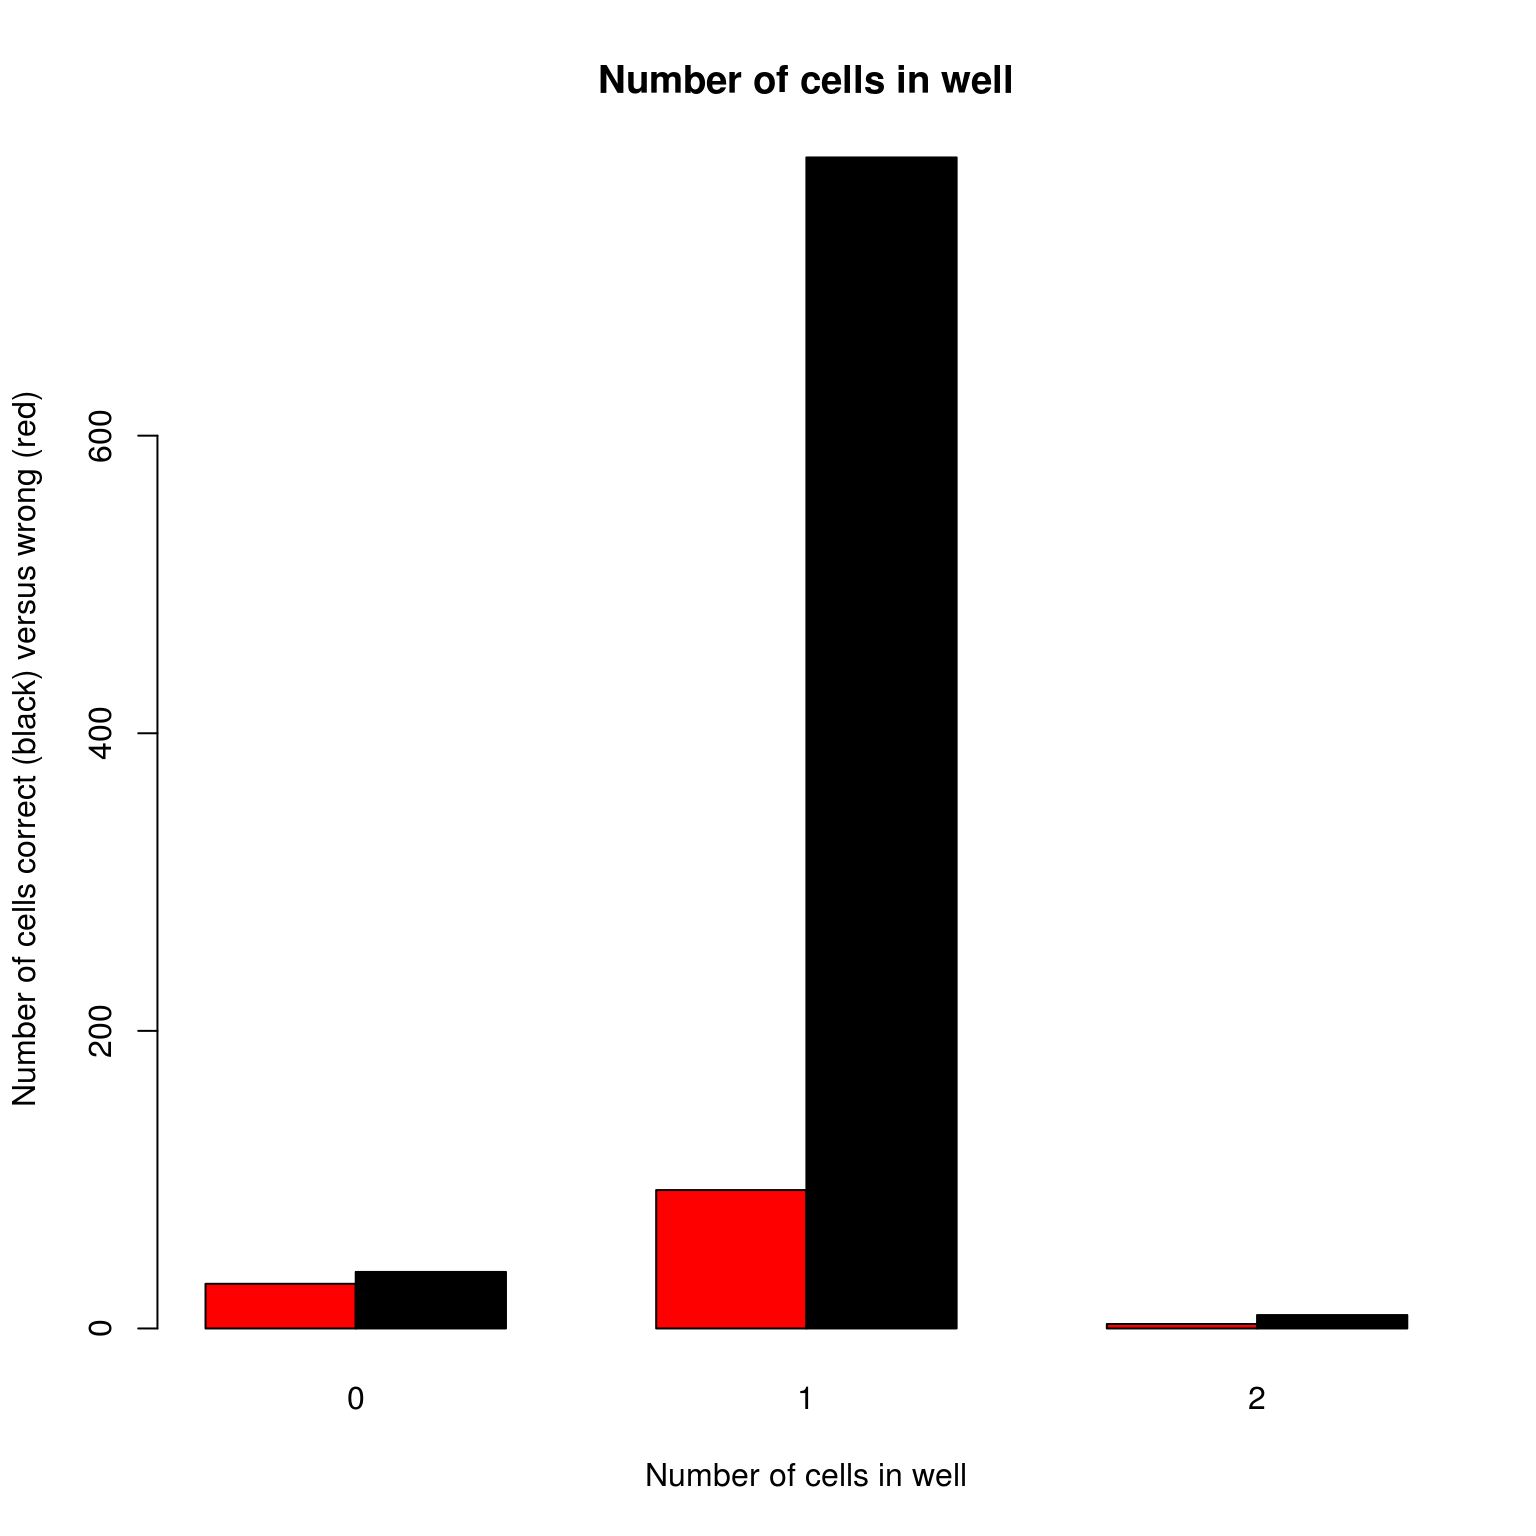 Number of cells in well
Number of cells correct (black) versus wrong (red)
600
400
200
0
0 1 2
Number of cells in well